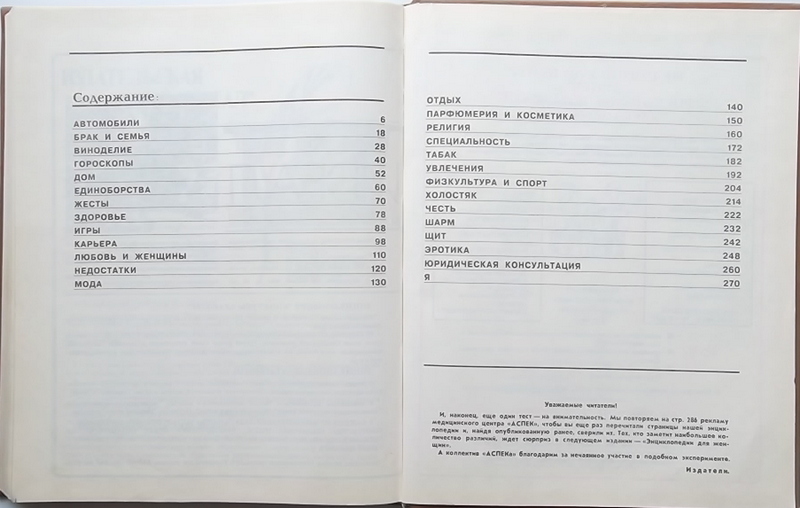 Содержание:
АВТОМОБИЛИ 6
БРАК И СЕМЬЯ 18
ВИНОДЕЛИЕ 28
ГОРОСКОПЫ 40
ДОМ 52
ЕДИНОБОРСТВА 60
ЖЕСТЫ 70
ЗДОРОВЬЕ 78
ИГРЫ 88
КАРЬЕРА 98
ЛЮБОВЬ И ЖЕНЩИНЫ 110
НЕДОСТАТКИ 120
МОДА 130
ОТДЫХ 140
ПАРФЮМЕРИЯ И КОСМЕТИКА 150
РЕЛИГИЯ 160
СПЕЦИАЛЬНОСТЬ 172
ТАБАК 182
УВЛЕЧЕНИЯ 192
ФИЗКУЛЬТУРА И СПОРТ 204
ХОЛОСТЯК 214
ЧЕСТЬ 222
ШАРМ 232
ЩИТ 242
ЭРОТИКА 248
ЮРИДИЧЕСКАЯ КОНСУЛЬТАЦИЯ 260
Я 270
Уважаемые читатели!
И, наконец, еще один тест — на внимательность. Мы повторяем на стр. 286 рекламу
медицинского центра «АСПЕК», чтобы вы еще раз перечитали страницы нашей энцик-
лопедии и, найдя опубликованную ранее, сверили их. Тех, кто заметит наибольшее ко-
личество различий, ждет сюрприз в следующем издании — «Энциклопедии для жен-
щин».
А коллектив «АСПЕКа» благодарим за нечаянное участие в подобном эксперименте.
Издатели.